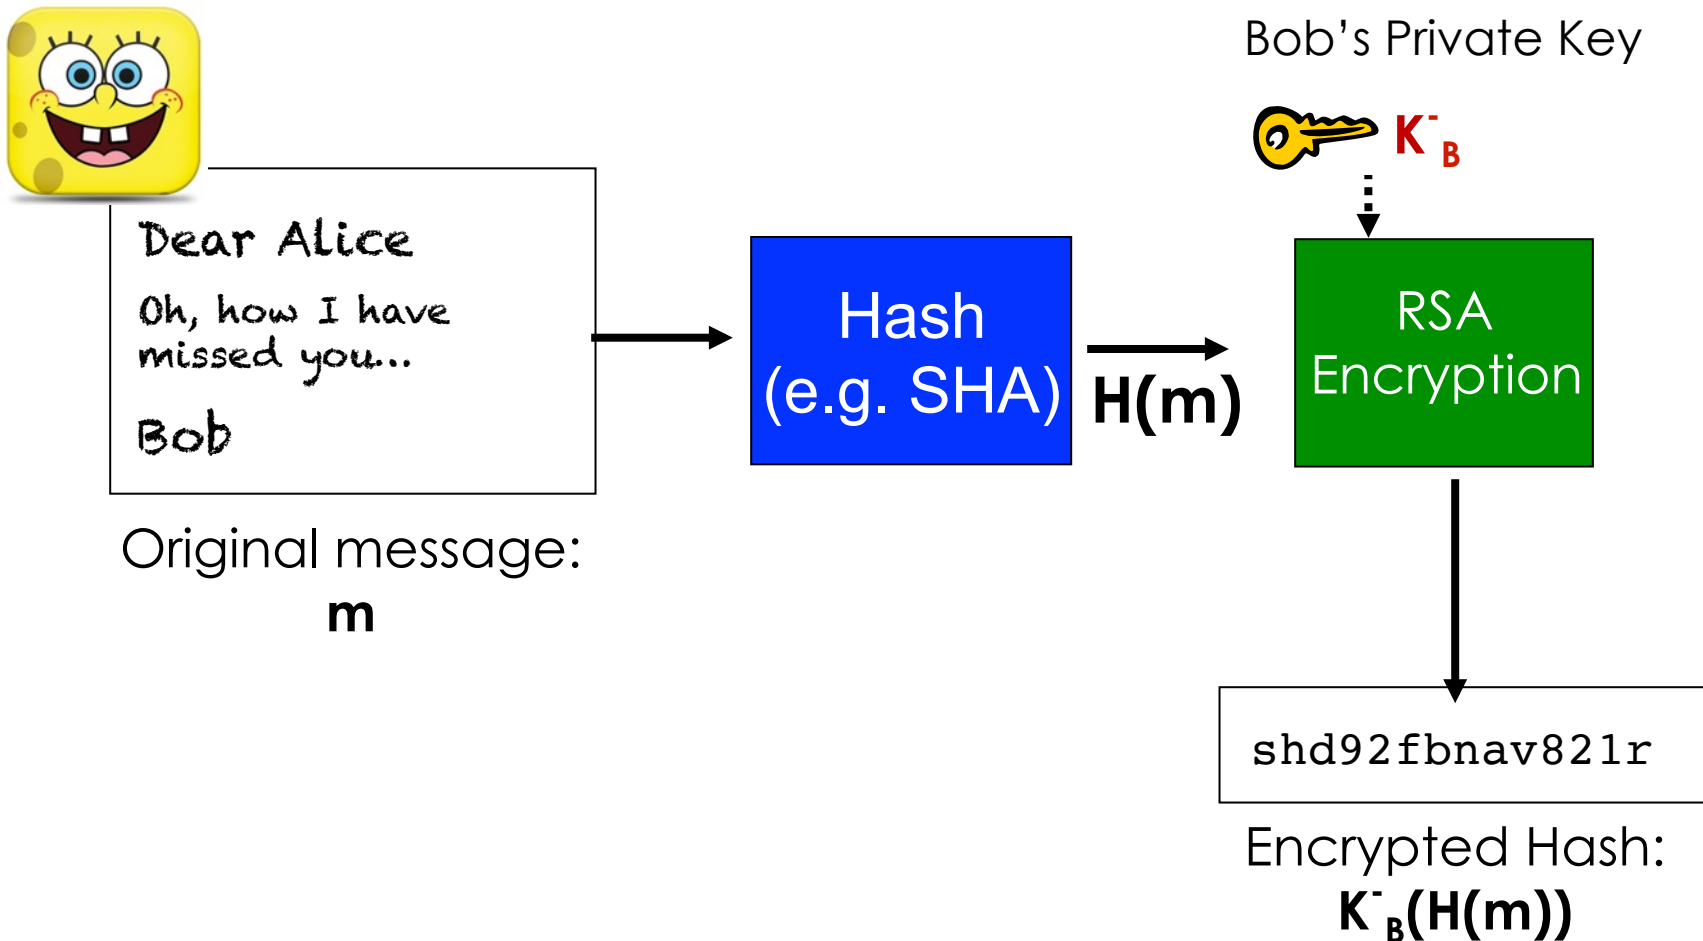 Bob's Private Key
K⁻B
Dear Alice
Oh, how I have
missed you...
Bob
Hash
(e.g. SHA)
H(m)
RSA
Encryption
Original message:
m
shd92fbnav821r
Encrypted Hash:
K⁻B(H(m))